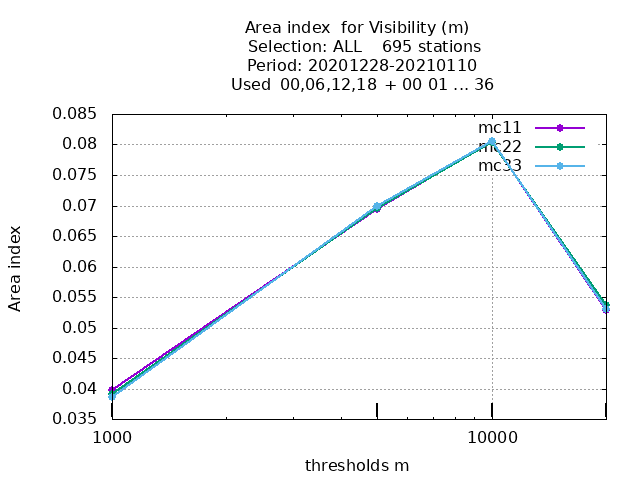 Area index  for Visibility (m)
Selection: ALL    695 stations
Period: 20201228-20210110
Used  00,06,12,18  + 00 01 ... 36
0.085
0.08
0.075
0.07
0.065
0.06
0.055
0.05
0.045
0.04
0.035
Area index
mc11
mc22
mc33
1000
10000
thresholds m